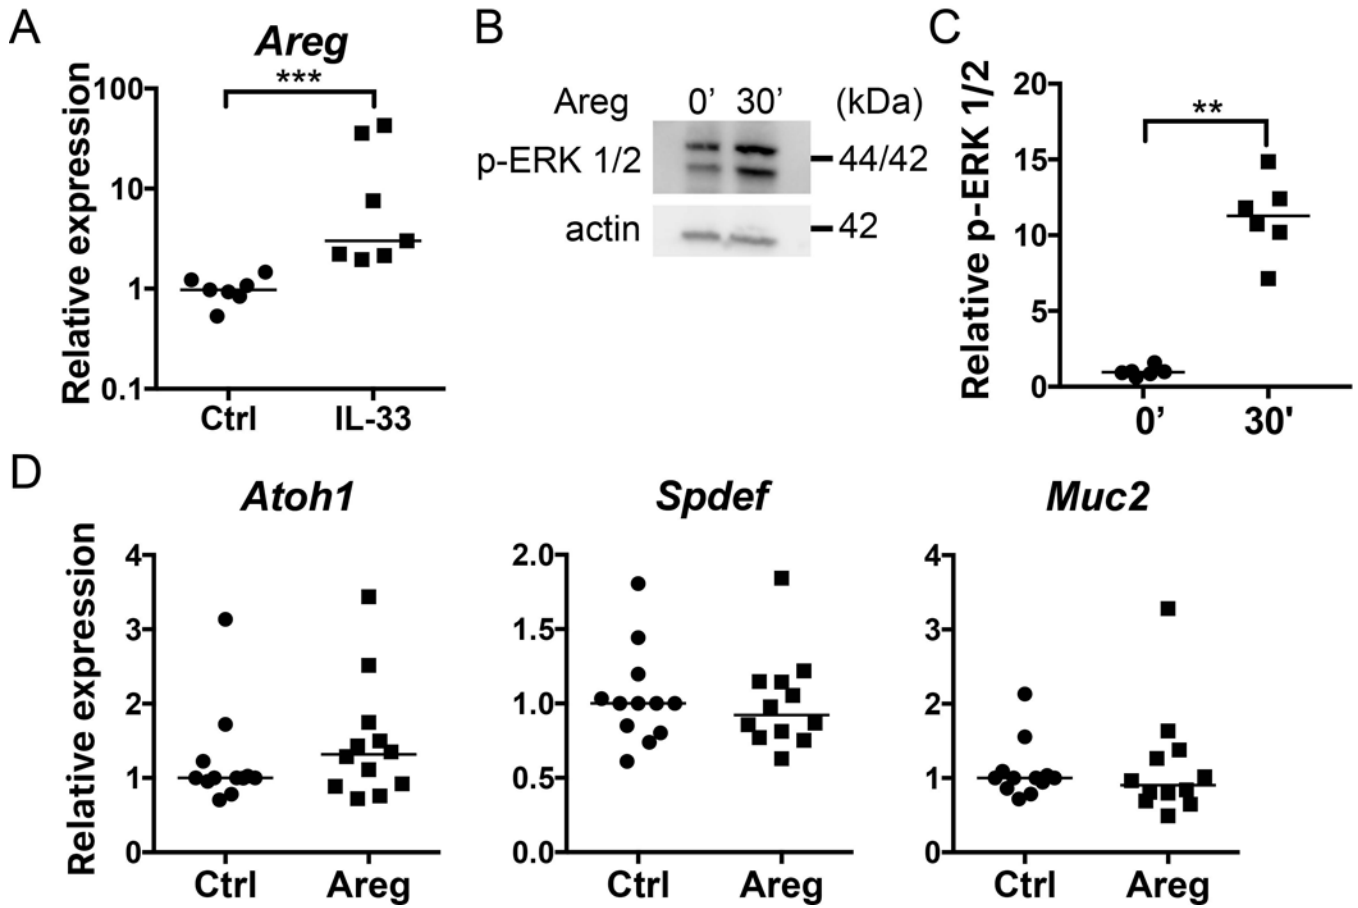 A
Areg
***
Relative expression
100
10
1
0.1
Ctrl IL-33
B
Areg 0’ 30’ (kDa)
p-ERK 1/2 44/42
actin 42
C
**
Relative p-ERK 1/2
20
15
10
5
0
0’ 30'
D
Atoh1
Relative expression
4
3
2
1
0
Ctrl Areg
Spdef
2.0
1.5
1.0
0.5
0.0
Ctrl Areg
Muc2
4
3
2
1
0
Ctrl Areg